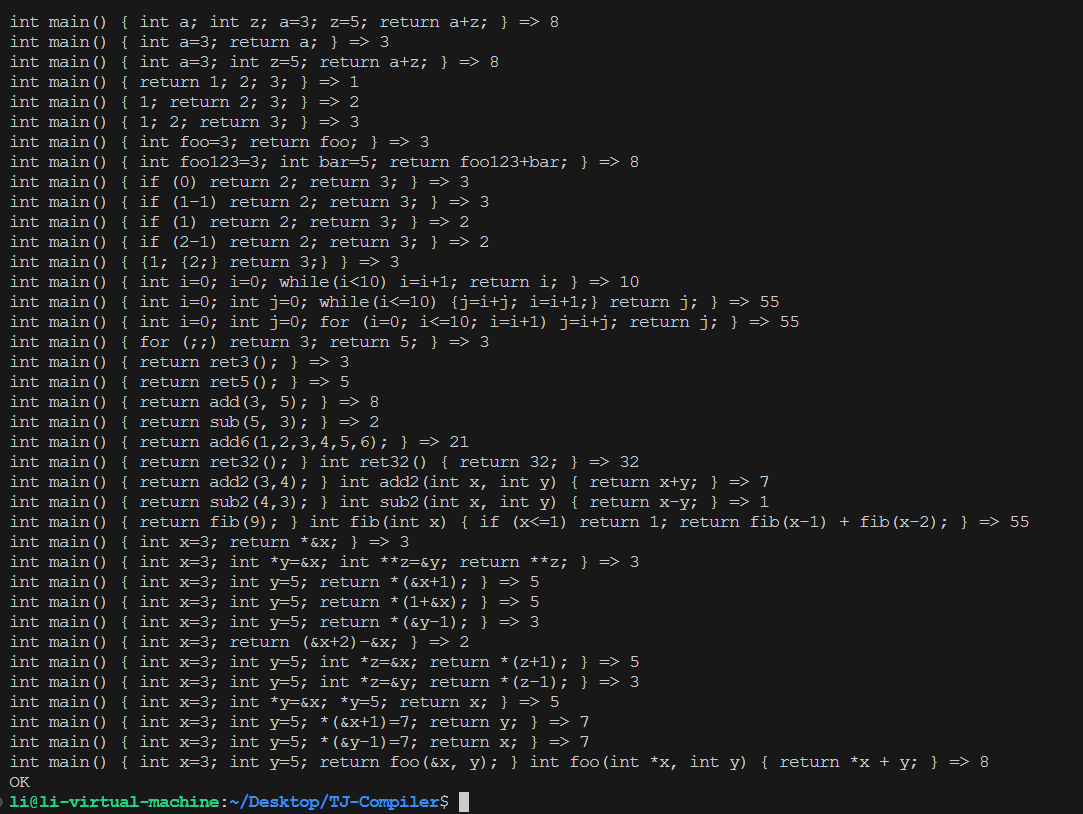 int main() { int a; int z; a=3; z=5; return a+z; } => 8
int main() { int a=3; return a; } => 3
int main() { int a=3; int z=5; return a+z; } => 8
int main() { return 1; 2; 3; } => 1
int main() { 1; return 2; 3; } => 2
int main() { 1; 2; return 3; } => 3
int main() { int foo=3; return foo; } => 3
int main() { int foo123=3; int bar=5; return foo123+bar; } => 8
int main() { if (0) return 2; return 3; } => 3
int main() { if (1-1) return 2; return 3; } => 3
int main() { if (1) return 2; return 3; } => 2
int main() { if (2-1) return 2; return 3; } => 2
int main() { {1; {2;} return 3;} } => 3
int main() { int i=0; i=0; while(i<10) i=i+1; return i; } => 10
int main() { int i=0; int j=0; while(i<=10) {j=i+j; i=i+1;} return j; } => 55
int main() { int i=0; int j=0; for (i=0; i<=10; i=i+1) j=i+j; return j; } => 55
int main() { for (;;) return 3; return 5; } => 3
int main() { return ret3(); } => 3
int main() { return ret5(); } => 5
int main() { return add(3, 5); } => 8
int main() { return sub(5, 3); } => 2
int main() { return add6(1,2,3,4,5,6); } => 21
int main() { return ret32(); } int ret32() { return 32; } => 32
int main() { return add2(3,4); } int add2(int x, int y) { return x+y; } => 7
int main() { return sub2(4,3); } int sub2(int x, int y) { return x-y; } => 1
int main() { return fib(9); } int fib(int x) { if (x<=1) return 1; return fib(x-1) + fib(x-2); } => 55
int main() { int x=3; return *&x; } => 3
int main() { int x=3; int *y=&x; int **z=&y; return **z; } => 3
int main() { int x=3; int y=5; return *(&x+1); } => 5
int main() { int x=3; int y=5; return *(1+&x); } => 5
int main() { int x=3; int y=5; return *(&y-1); } => 3
int main() { int x=3; return (&x+2)-&x; } => 2
int main() { int x=3; int y=5; int *z=&x; return *(z+1); } => 5
int main() { int x=3; int y=5; int *z=&y; return *(z-1); } => 3
int main() { int x=3; int *y=&x; *y=5; return x; } => 5
int main() { int x=3; int y=5; *(&x+1)=7; return y; } => 7
int main() { int x=3; int y=5; *(&y-1)=7; return x; } => 7
int main() { int x=3; int y=5; return foo(&x, y); } int foo(int *x, int y) { return *x + y; } => 8
OK
li@li-virtual-machine:~/Desktop/TJ-Compiler$